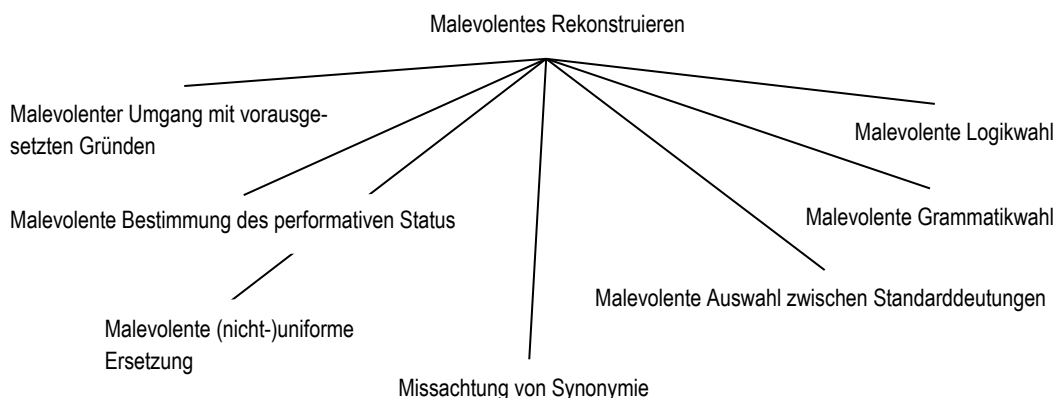 Malevolentes Rekonstruieren
Malevolenter Umgang mit vorausge-
setzten Gründen
Malevolente Logikwahl
Malevolente Bestimmung des performativen Status
Malevolente Grammatikwahl
Malevolente Auswahl zwischen Standarddeutungen
Malevolente (nicht-)uniforme
Ersetzung
Missachtung von Synonymie